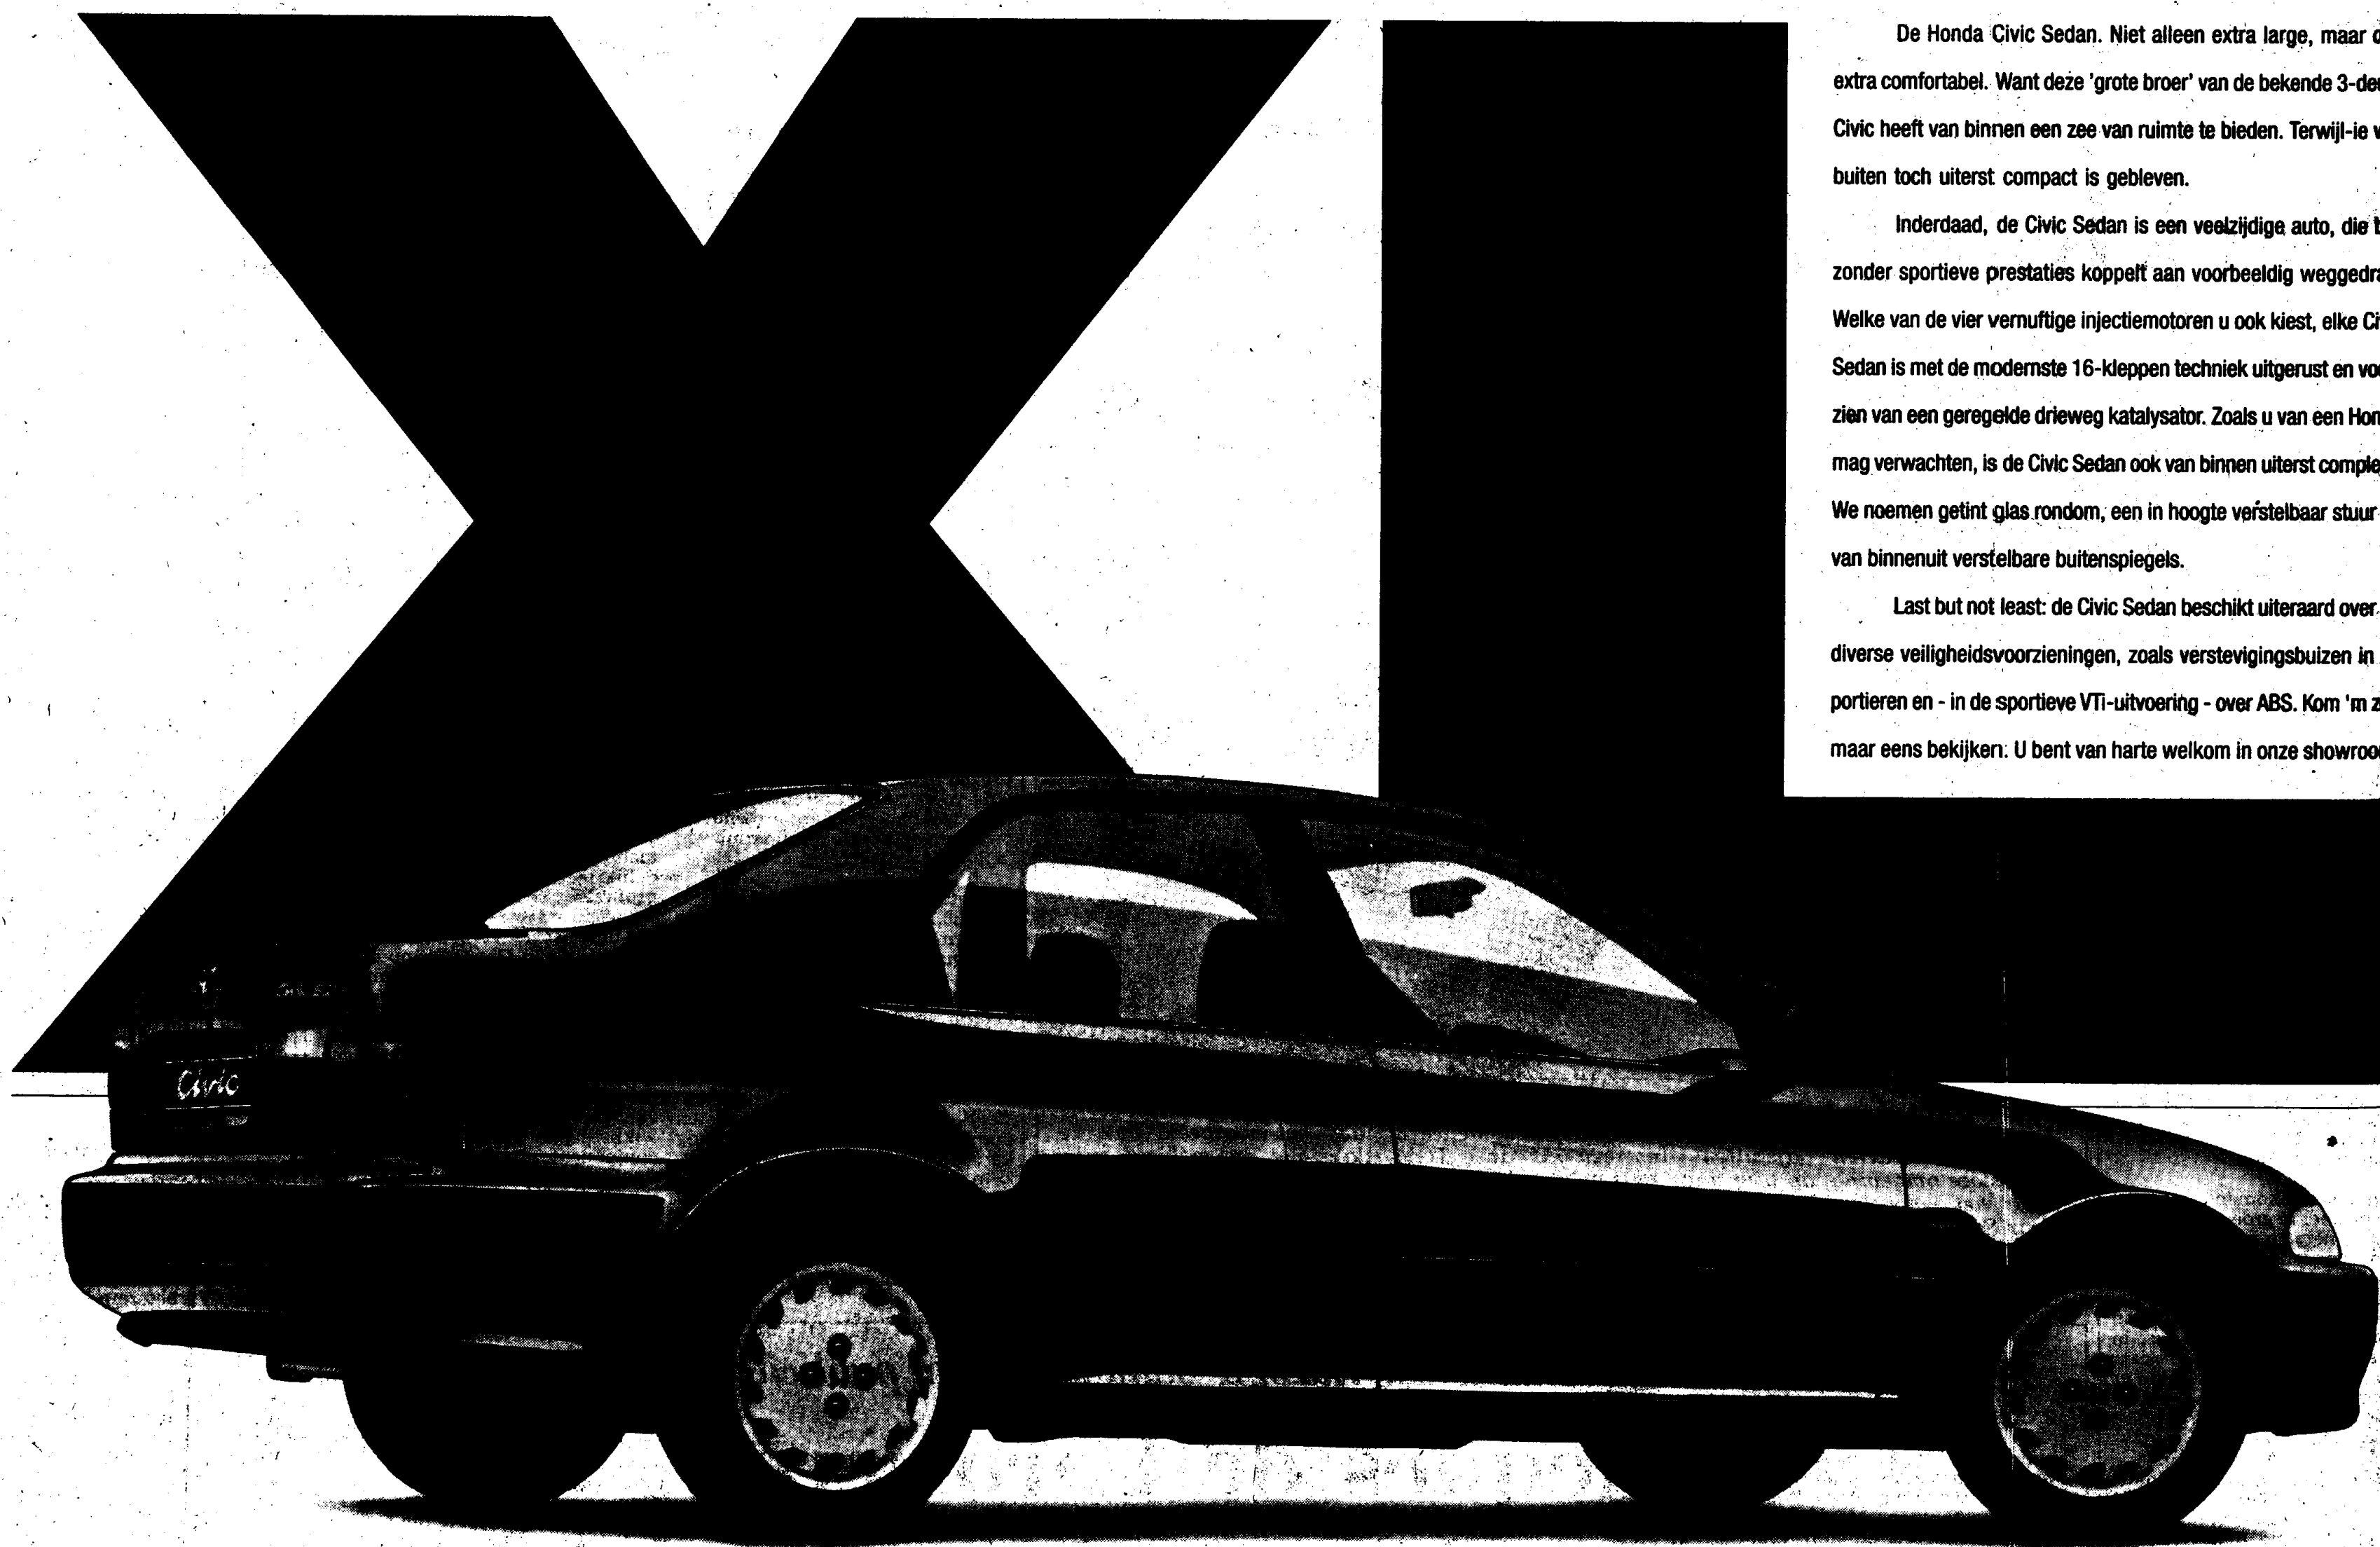 XL
De Honda Civic Sedan. Niet alleen extra large, maar
extra comfortabel. Want deze 'grote broer' van de bekende
Civic heeft van binnen een zee van ruimte te bieden. Terwijl-ie
buiten toch uiterst compact is gebleven.
Inderdaad, de Civic Sedan is een veelzijdige auto, die
zonder sportieve prestaties koppelt aan voorbeeldig
Welke van de vier vernuftige injectiemotoren u ook kiest, elke
Sedan is met de modernste 16-kleppen techniek uitgerust en
zien van een geregelde drieweg katalysator. Zoals u van een
mag verwachten, is de Civic Sedan ook van binnen uiterst
We noemen getint glas rondom, een in hoogte verstelbaar stuur
van binnenuit verstelbare buitenspiegels.
Last but not least: de Civic Sedan beschikt uiteraard over
diverse veiligheidsvoorzieningen, zoals verstevigingsbuizen in
portieren en - in de sportieve VTi-uitvoering - over ABS. Kom 'm
maar eens bekijken. U bent van harte welkom in onze
Civic